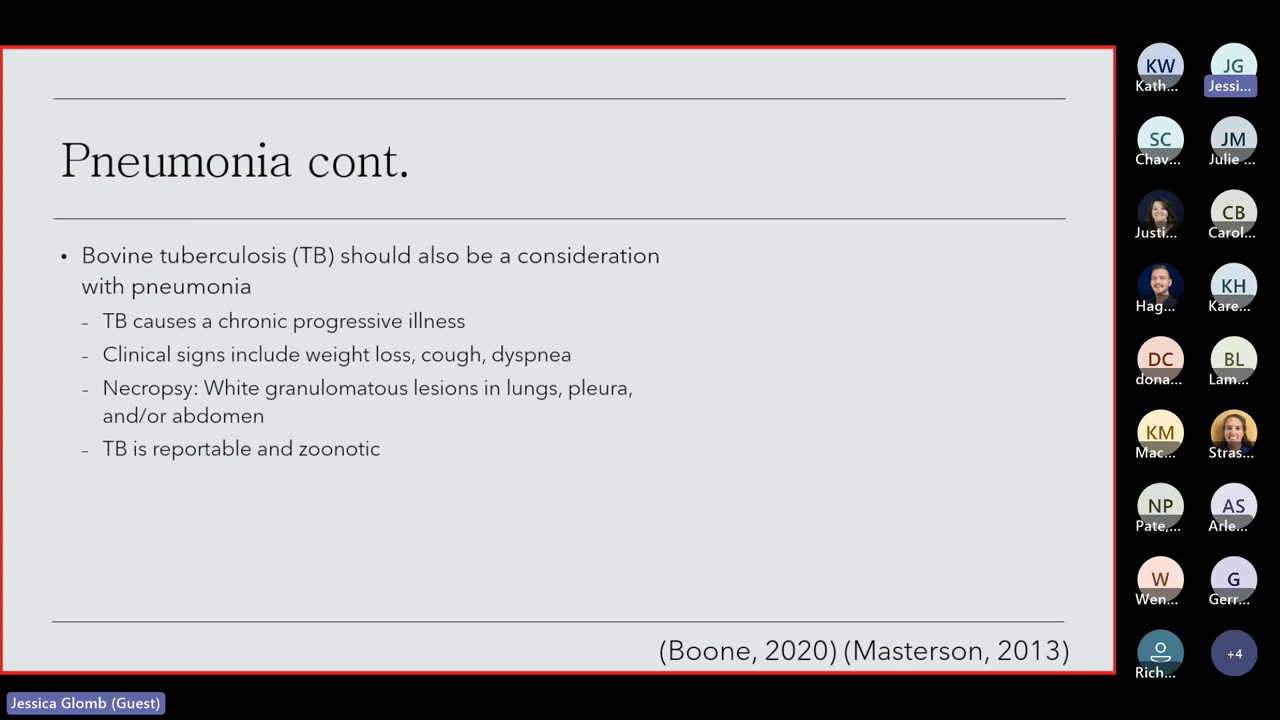 Pneumonia cont.
• Bovine tuberculosis (TB) should also be a consideration
with pneumonia
- TB causes a chronic progressive illness
- Clinical signs include weight loss, cough, dyspnea
- Necropsy: White granulomatous lesions in lungs, pleura,
and/or abdomen
- TB is reportable and zoonotic
(Boone, 2020) (Masterson, 2013)
Jessica Glomb (Guest)
KW
Kath...
JG
Jessi...
SC
Chav...
JM
Julie ...
Justi...
CB
Carol...
Hag...
KH
Kare...
DC
dona...
BL
Lam...
KM
Mac...
Stras...
NP
Pate,...
AS
Arle...
W
Wen...
G
Gerr...
Rich...
+4